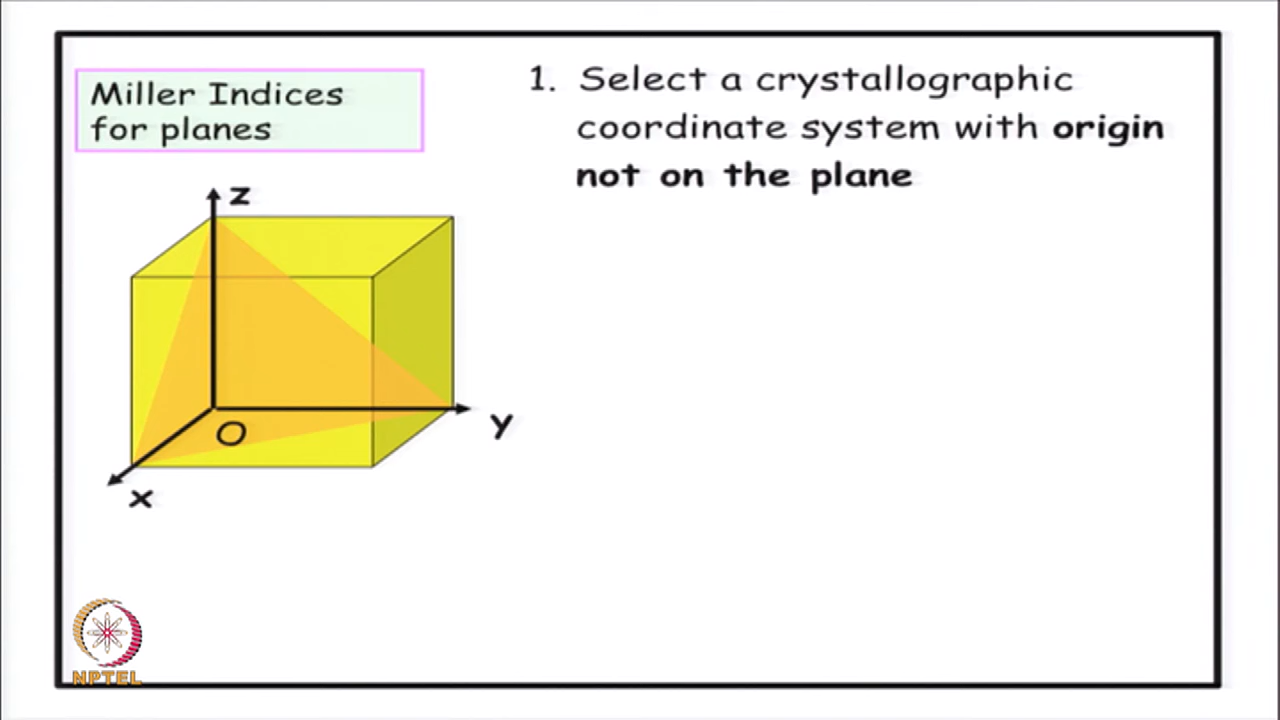 Miller Indices
for planes
1. Select a crystallographic
coordinate system with origin
not on the plane
z
O
y
x
NPTEL